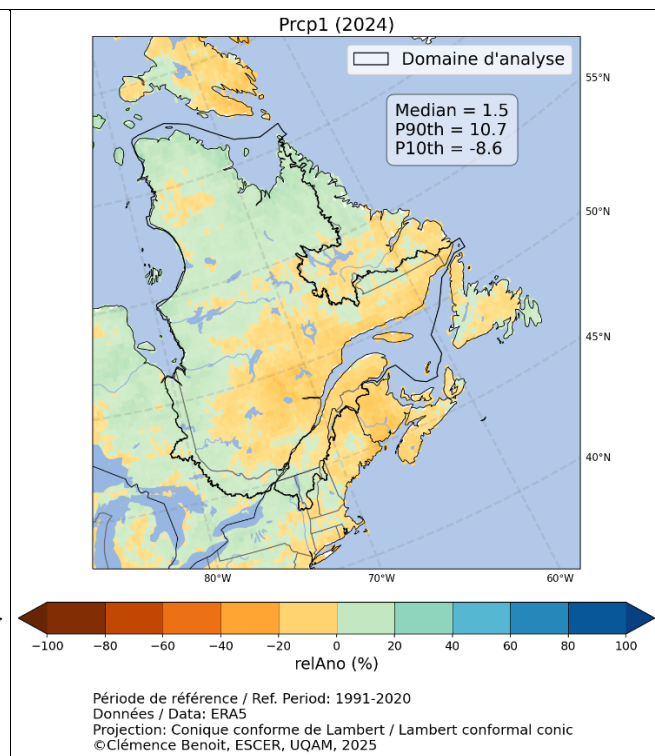 Prcp1 (2024)
Domaine d'analyse
55°N
Median = 1.5
P90th = 10.7
P10th = -8.6
50°N
45°N
40°N
80°W
70°W
60°W
−100 −80 −60 −40 −20 0 20 40 60 80 100
relAno (%)
Période de référence / Ref. Period: 1991-2020
Données / Data: ERA5
Projection: Conique conforme de Lambert / Lambert conformal conic
©Clémence Benoit, ESCER, UQAM, 2025